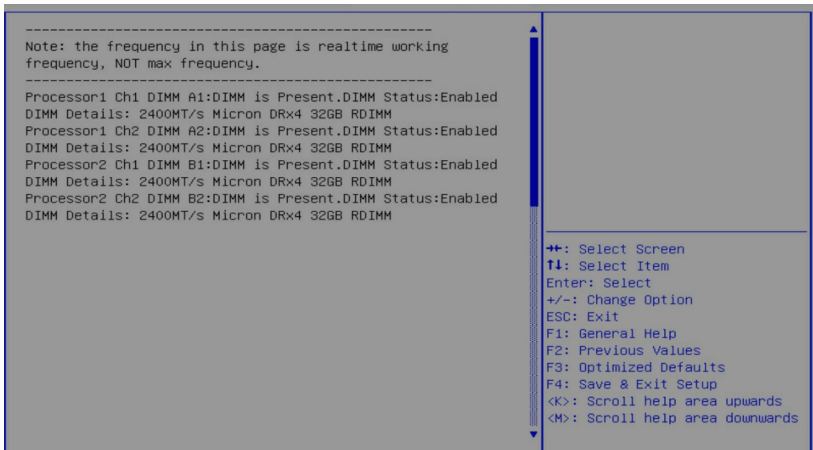 ------------------------------------------------
Note: the frequency in this page is realtime working
frequency, NOT max frequency.
------------------------------------------------
Processor1 Ch1 DIMM A1:DIMM is Present.DIMM Status:Enabled
DIMM Details: 2400MT/s Micron DRx4 32GB RDIMM
Processor1 Ch2 DIMM A2:DIMM is Present.DIMM Status:Enabled
DIMM Details: 2400MT/s Micron DRx4 32GB RDIMM
Processor2 Ch1 DIMM B1:DIMM is Present.DIMM Status:Enabled
DIMM Details: 2400MT/s Micron DRx4 32GB RDIMM
Processor2 Ch2 DIMM B2:DIMM is Present.DIMM Status:Enabled
DIMM Details: 2400MT/s Micron DRx4 32GB RDIMM
→←: Select Screen
↑↓: Select Item
Enter: Select
+/-: Change Option
ESC: Exit
F1: General Help
F2: Previous Values
F3: Optimized Defaults
F4: Save & Exit Setup
<K>: Scroll help area upwards
<M>: Scroll help area downwards